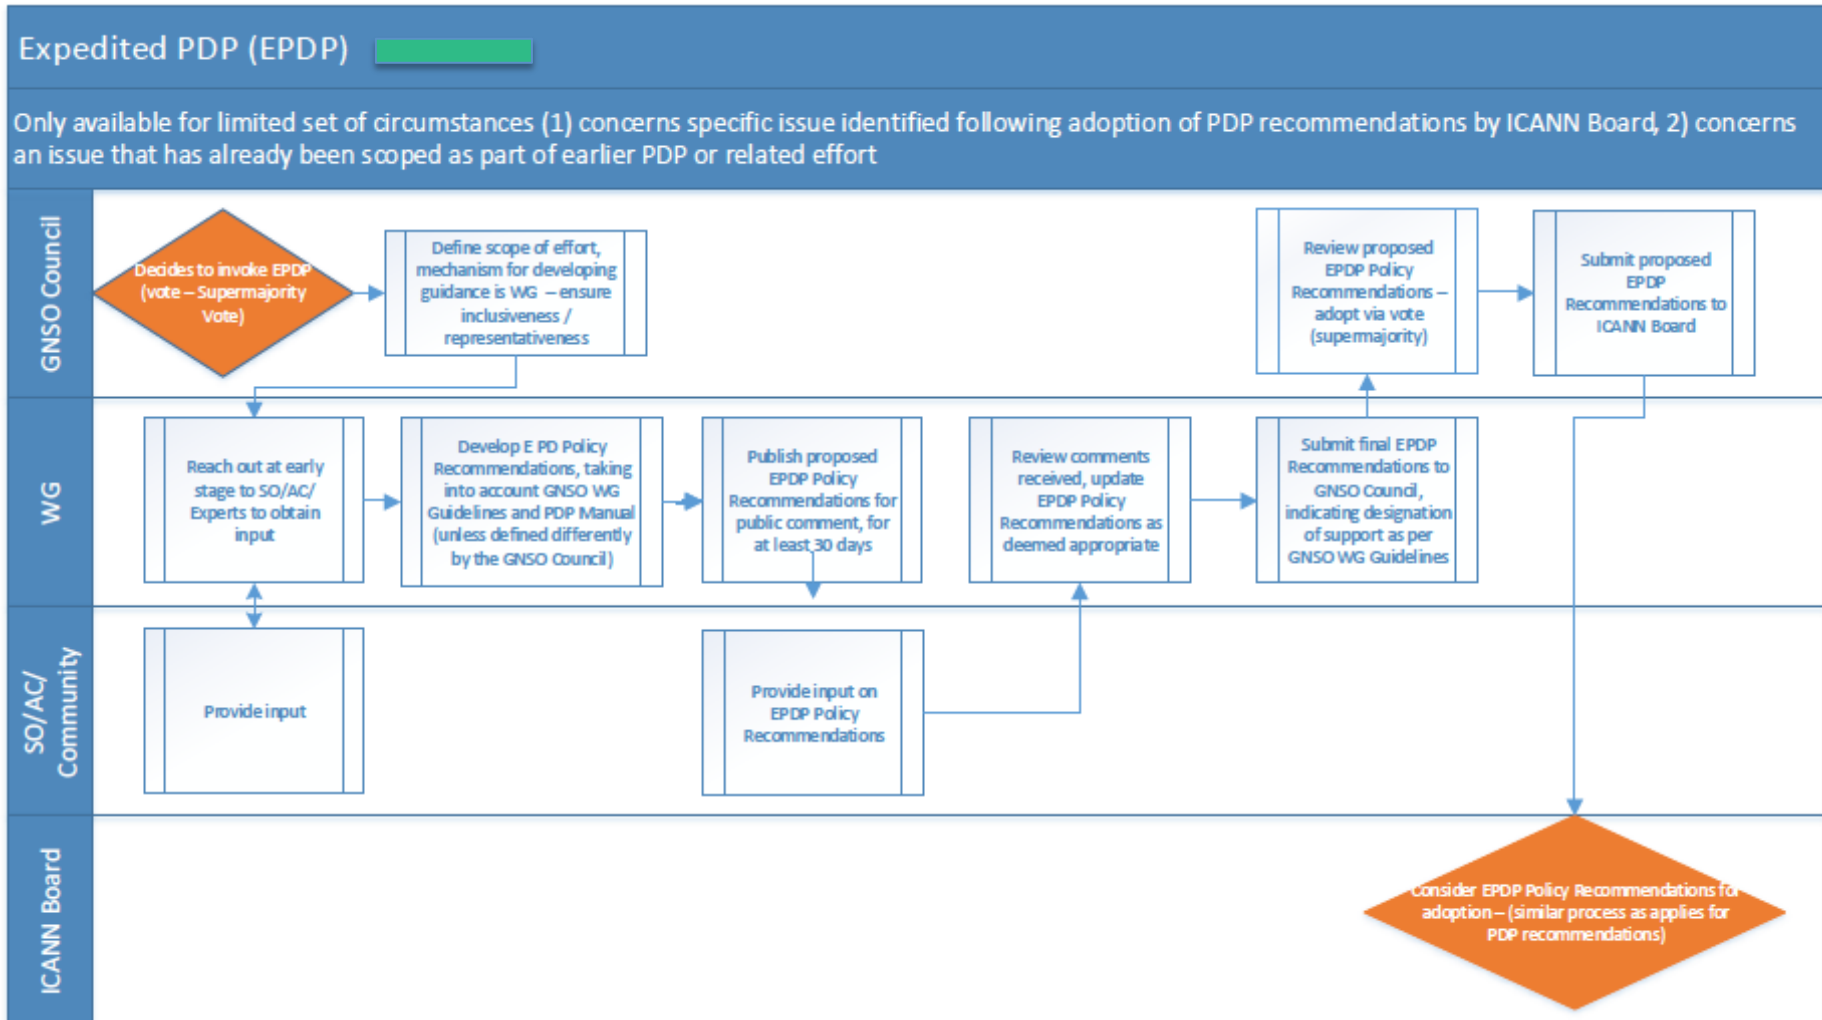 Expedited PDP (EPDP)
Only available for limited set of circumstances (1) concerns specific issue identified following adoption of PDP recommendations by ICANN Board, 2) concerns
an issue that has already been scoped as part of earlier PDP or related effort
GNSO Council
Decides to invoke EPDP
(vote – Supermajority
Vote)
Define scope of effort,
mechanism for developing
guidance is WG – ensure
inclusiveness /
representativeness
Review proposed
EPDP Policy
Recommendations –
adopt via vote
(supermajority)
Submit proposed
EPDP
Recommendations to
ICANN Board
WG
Reach out at early
stage to SO/AC/
Experts to obtain
input
Develop E PD Policy
Recommendations, taking
into account GNSO WG
Guidelines and PDP Manual
(unless defined differently
by the GNSO Council)
Publish proposed
EPDP Policy
Recommendations for
public comment, for
at least 30 days
Review comments
received, update
EPDP Policy
Recommendations as
deemed appropriate
Submit final EPDP
Recommendations to
GNSO Council,
indicating designation
of support as per
GNSO WG Guidelines
SO/AC/
Community
Provide input
Provide input on
EPDP Policy
Recommendations
ICANN Board
Consider EPDP Policy Recommendations for
adoption – (similar process as applies for
PDP recommendations)